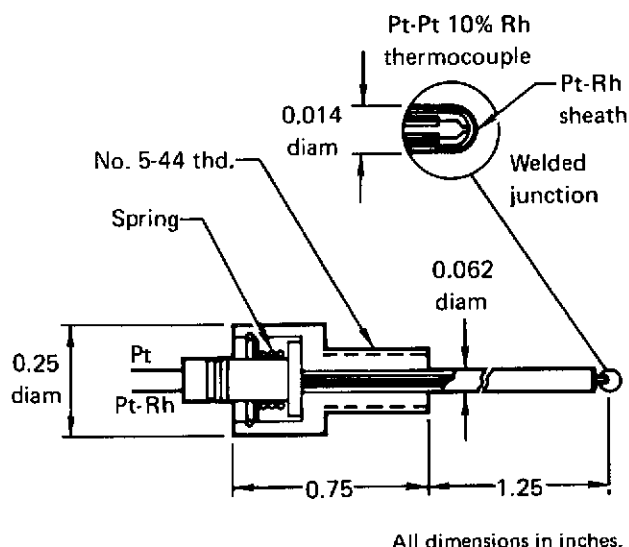 Pt-Pt 10% Rh
thermocouple
Pt-Rh
sheath
0.014
diam
Welded
junction
No. 5-44 thd.
Spring
0.062
diam
0.25
diam
Pt
Pt-Rh
0.75
1.25
All dimensions in inches.